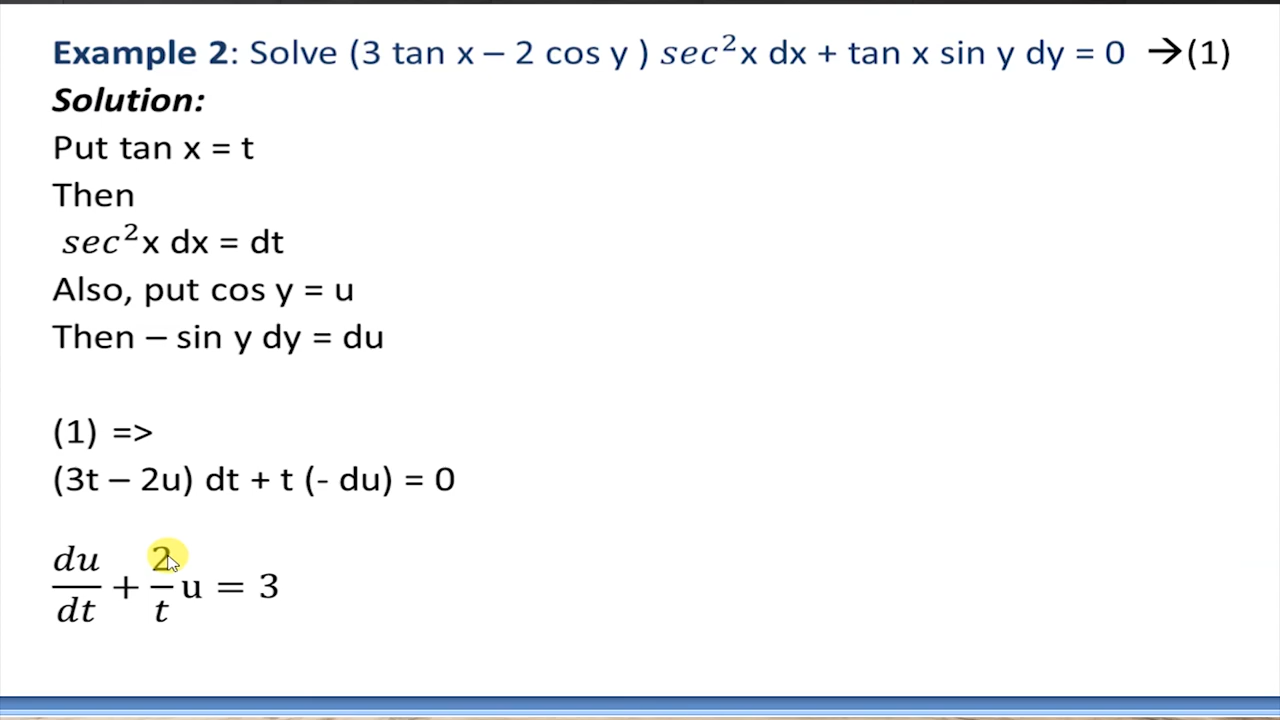 Example 2: Solve (3 tan x – 2 cos y ) sec²x dx + tan x sin y dy = 0 →(1)
Solution:
Put tan x = t
Then
sec²x dx = dt
Also, put cos y = u
Then – sin y dy = du
(1) =>
(3t – 2u) dt + t (- du) = 0
du/dt + 2/t u = 3